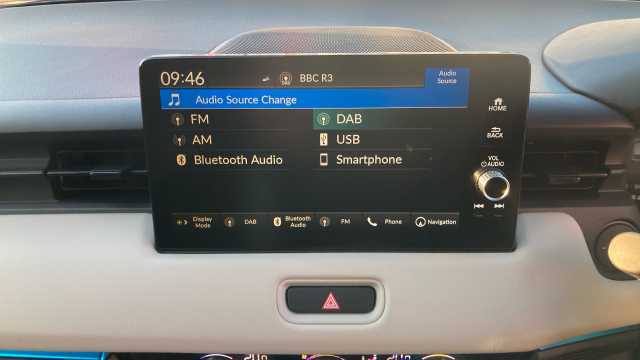 09:46 DAB BBC R3 Audio Source
Audio Source Change
FM DAB
AM USB
Bluetooth Audio Smartphone
HOME
BACK
VOL
AUDIO
Display Mode DAB Bluetooth Audio FM Phone Navigation